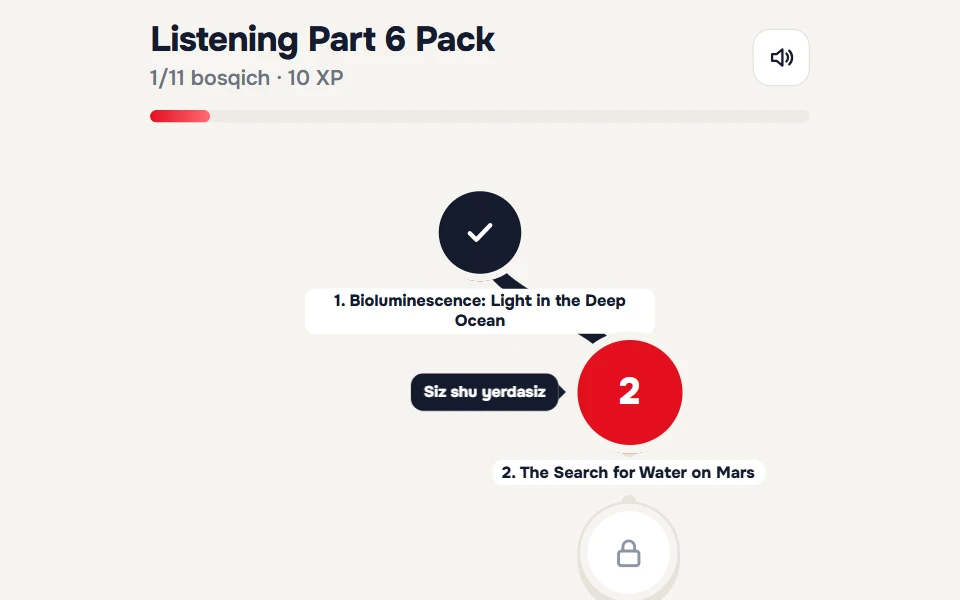 Listening Part 6 Pack
1/11 bosqich · 10 XP
1. Bioluminescence: Light in the Deep
Ocean
Siz shu yerdasiz
2
2. The Search for Water on Mars